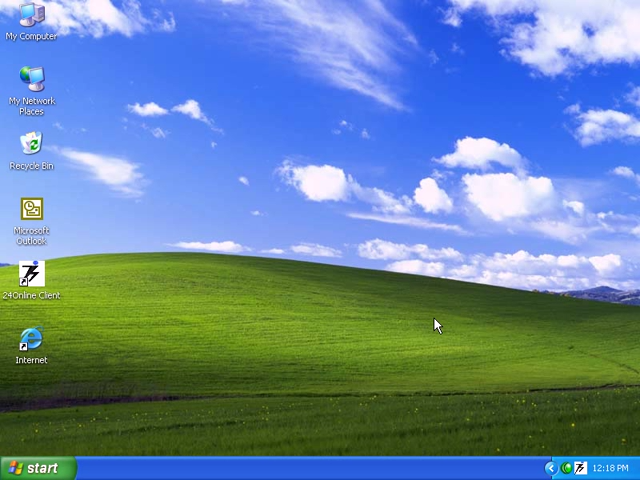 My Computer
My Network
Places
Recycle Bin
Microsoft
Outlook
24Online Client
Internet
start
12:18 PM